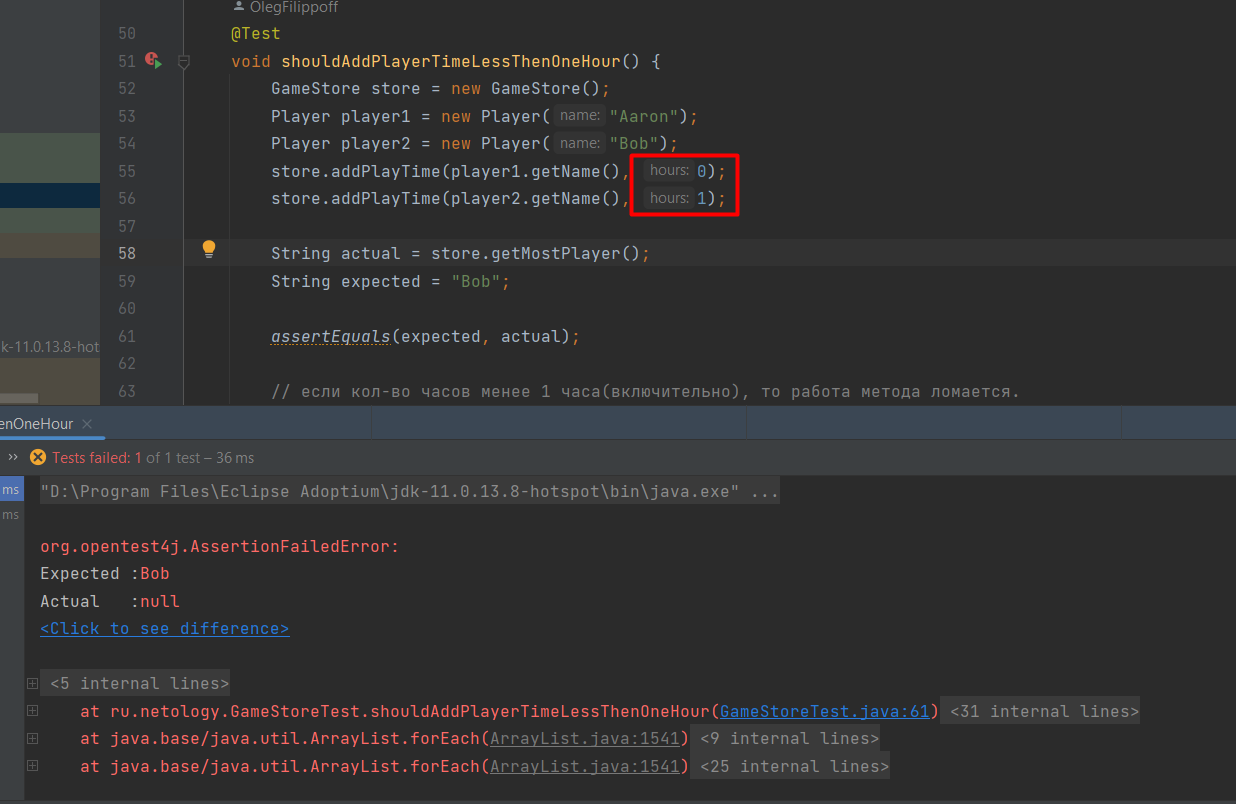 OlegFilippoff
50 @Test
51 void shouldAddPlayerTimeLessThenOneHour() {
52 GameStore store = new GameStore();
53 Player player1 = new Player( name: "Aaron");
54 Player player2 = new Player( name: "Bob");
55 store.addPlayTime(player1.getName(), hours: 0);
56 store.addPlayTime(player2.getName(), hours: 1);
57
58 String actual = store.getMostPlayer();
59 String expected = "Bob";
60
61 assertEquals(expected, actual);
62
63 // если кол-во часов менее 1 часа(включительно), то работа метода ломается.
k-11.0.13.8-hot
enOneHour
Tests failed: 1 of 1 test – 36 ms
ms
ms
"D:\Program Files\Eclipse Adoptium\jdk-11.0.13.8-hotspot\bin\java.exe" ...
org.opentest4j.AssertionFailedError:
Expected :Bob
Actual   :null
<Click to see difference>
<5 internal lines>
at ru.netology.GameStoreTest.shouldAddPlayerTimeLessThenOneHour(GameStoreTest.java:61) <31 internal lines>
at java.base/java.util.ArrayList.forEach(ArrayList.java:1541) <9 internal lines>
at java.base/java.util.ArrayList.forEach(ArrayList.java:1541) <25 internal lines>